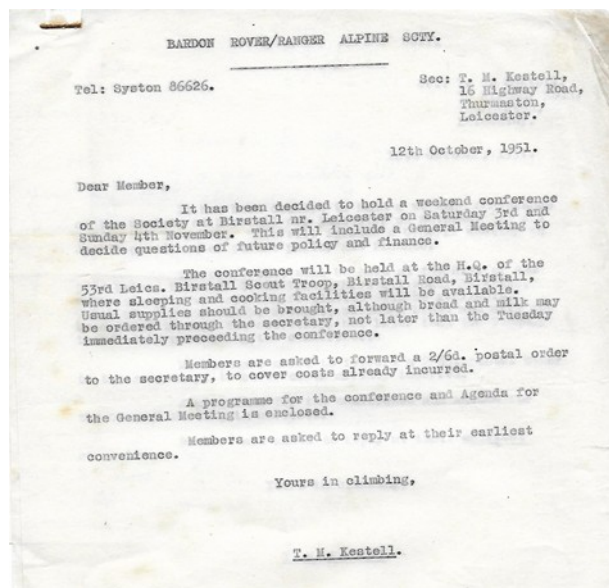 BARDON ROVER/RANGER ALPINE SCTY.
Tel: Syston 86626.
Sec: T. M. Kestell,
16 Highway Road,
Thurmaston,
Leicester.
12th October, 1951.
Dear Member,
It has been decided to hold a weekend conference
of the Society at Birstall nr. Leicester on Saturday 3rd and
Sunday 4th November. This will include a General Meeting to
decide questions of future policy and finance.
The conference will be held at the H.Q. of the
53rd Leics. Birstall Scout Troop, Birstall Road, Birstall,
where sleeping and cooking facilities will be available.
Usual supplies should be brought, although bread and milk may
be ordered through the secretary, not later than the Tuesday
immediately preceeding the conference.
Members are asked to forward a 2/6d. postal order
to the secretary, to cover costs already incurred.
A programme for the conference and Agenda for
the General Meeting is enclosed.
Members are asked to reply at their earliest
convenience.
Yours in climbing,
T. M. Kestell.